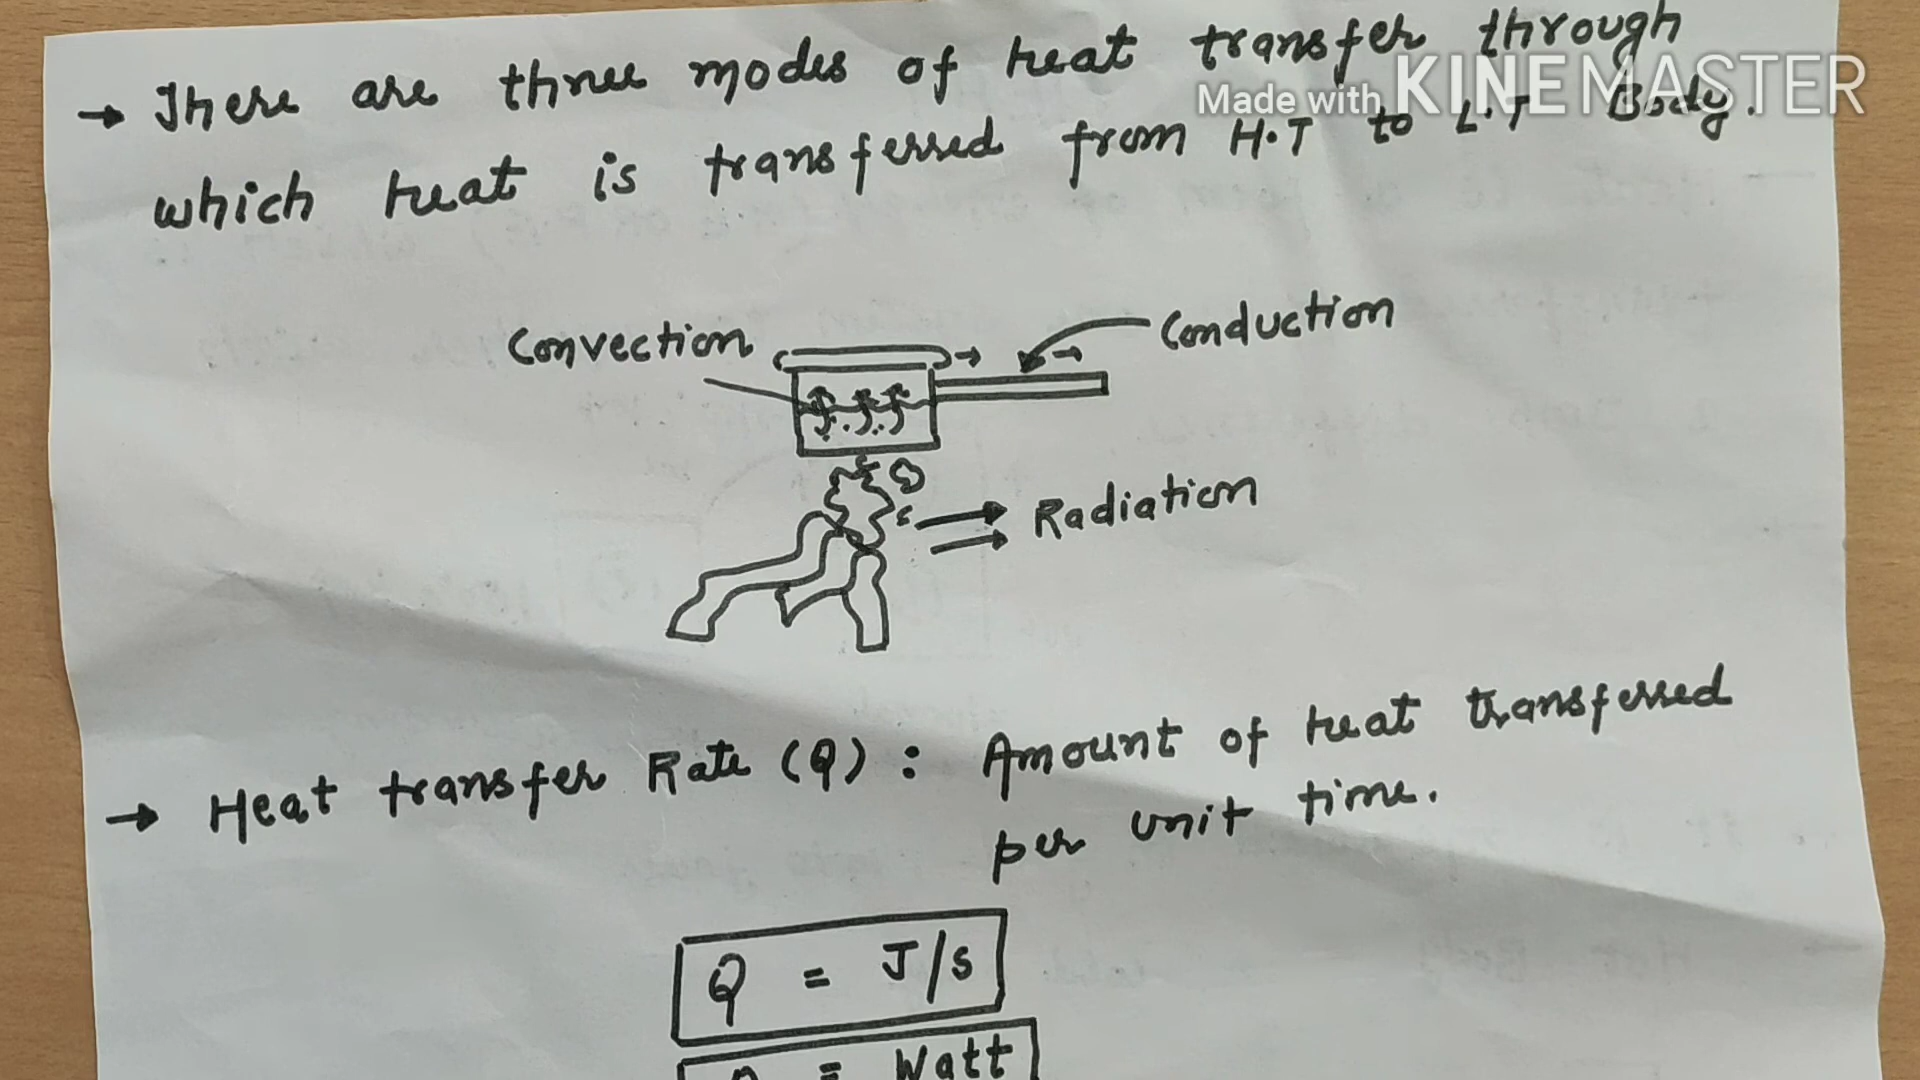 → There are three modes of heat transfer through
Made with KINEMASTER
which heat is transferred from H.T to L.T Body.
Convection
Conduction
Radiation
→ Heat transfer Rate (Q) : Amount of heat transferred
per unit time.
Q = J/s
= Watt